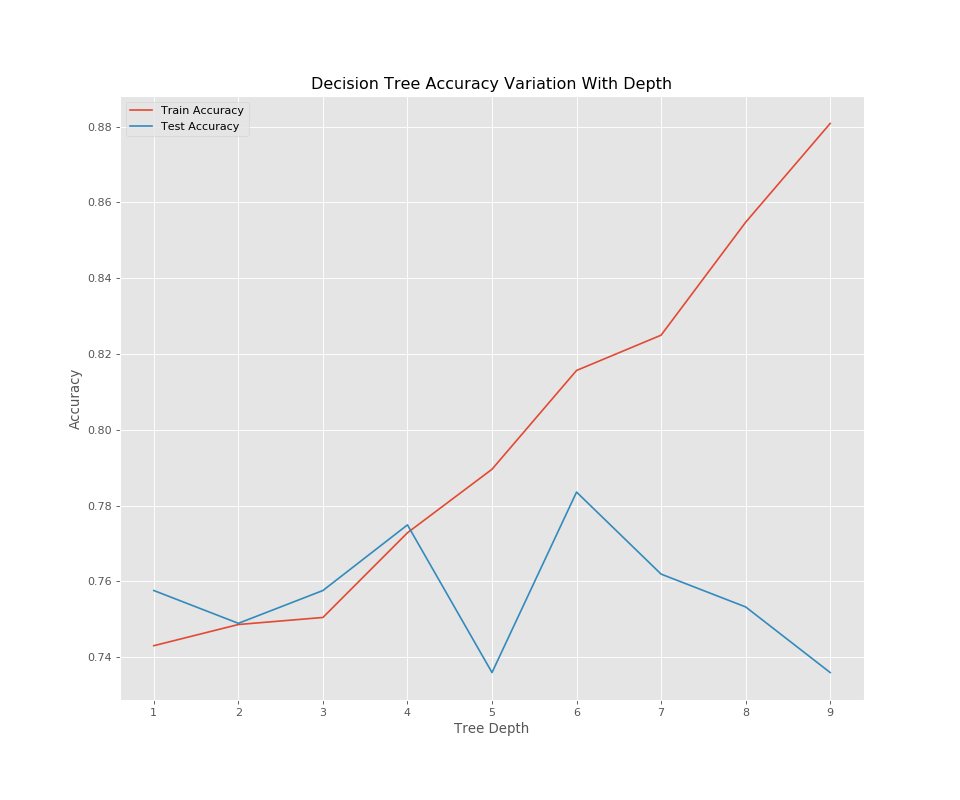 Decision Tree Accuracy Variation With Depth
Train Accuracy
Test Accuracy
0.88
0.86
0.84
0.82
0.80
0.78
0.76
0.74
Accuracy
1 2 3 4 5 6 7 8 9
Tree Depth